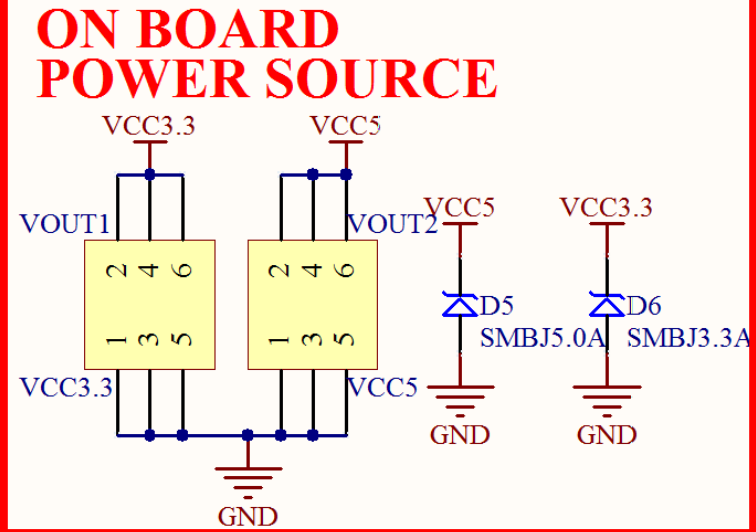 ON BOARD
POWER SOURCE
VCC3.3
VCC5
VOUT1
VOUT2
VCC5
VCC3.3
2 4 6
2 4 6
1 3 5
1 3 5
D5
D6
SMBJ5.0A
SMBJ3.3A
VCC3.3
VCC5
GND
GND
GND